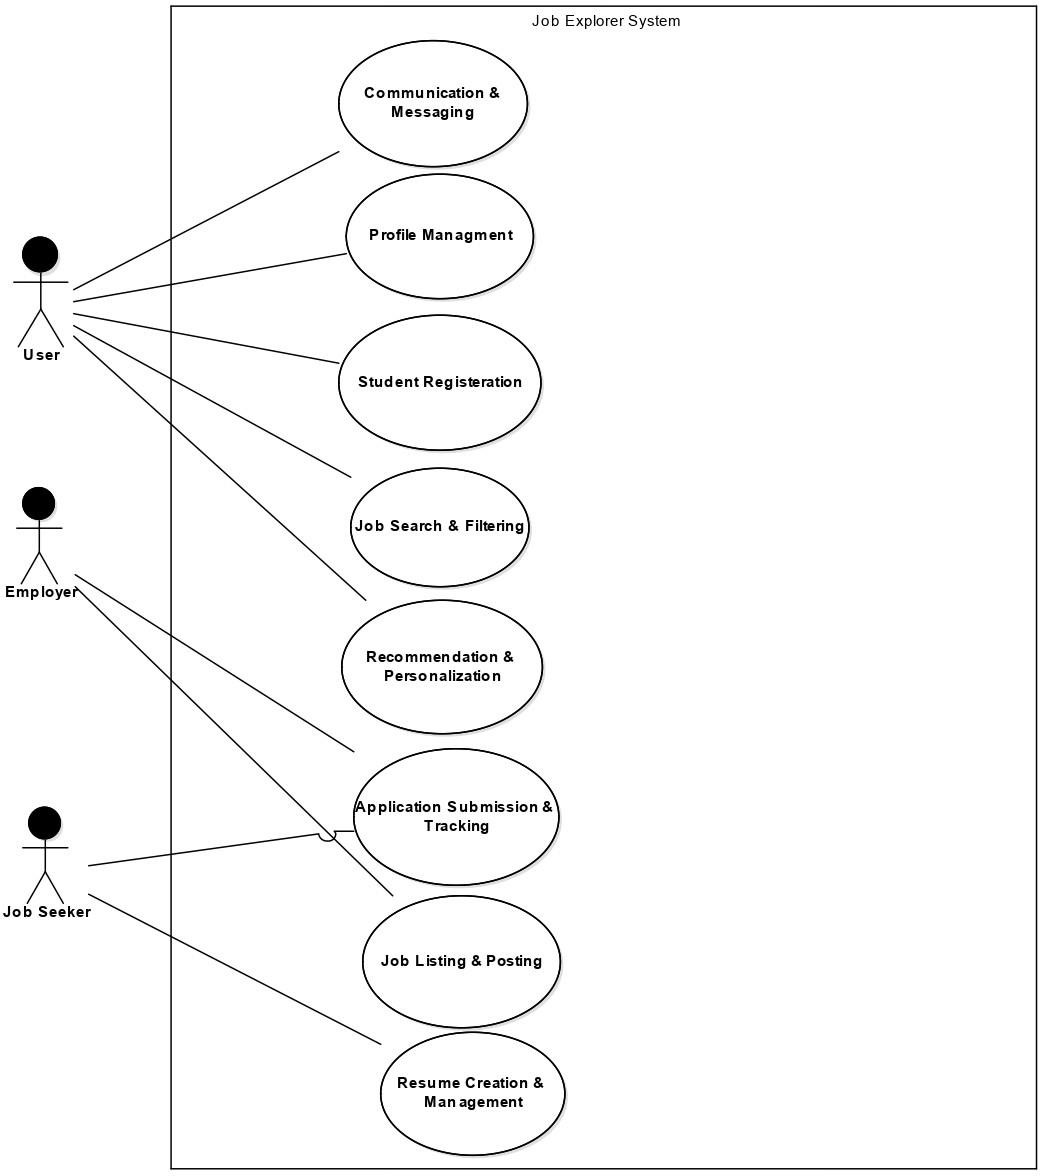 Job Explorer System
Communication &
Messaging
Profile Managment
User
Student Registeration
Job Search & Filtering
Employer
Recommendation &
Personalization
Application Submission &
Tracking
Job Seeker
Job Listing & Posting
Resume Creation &
Management